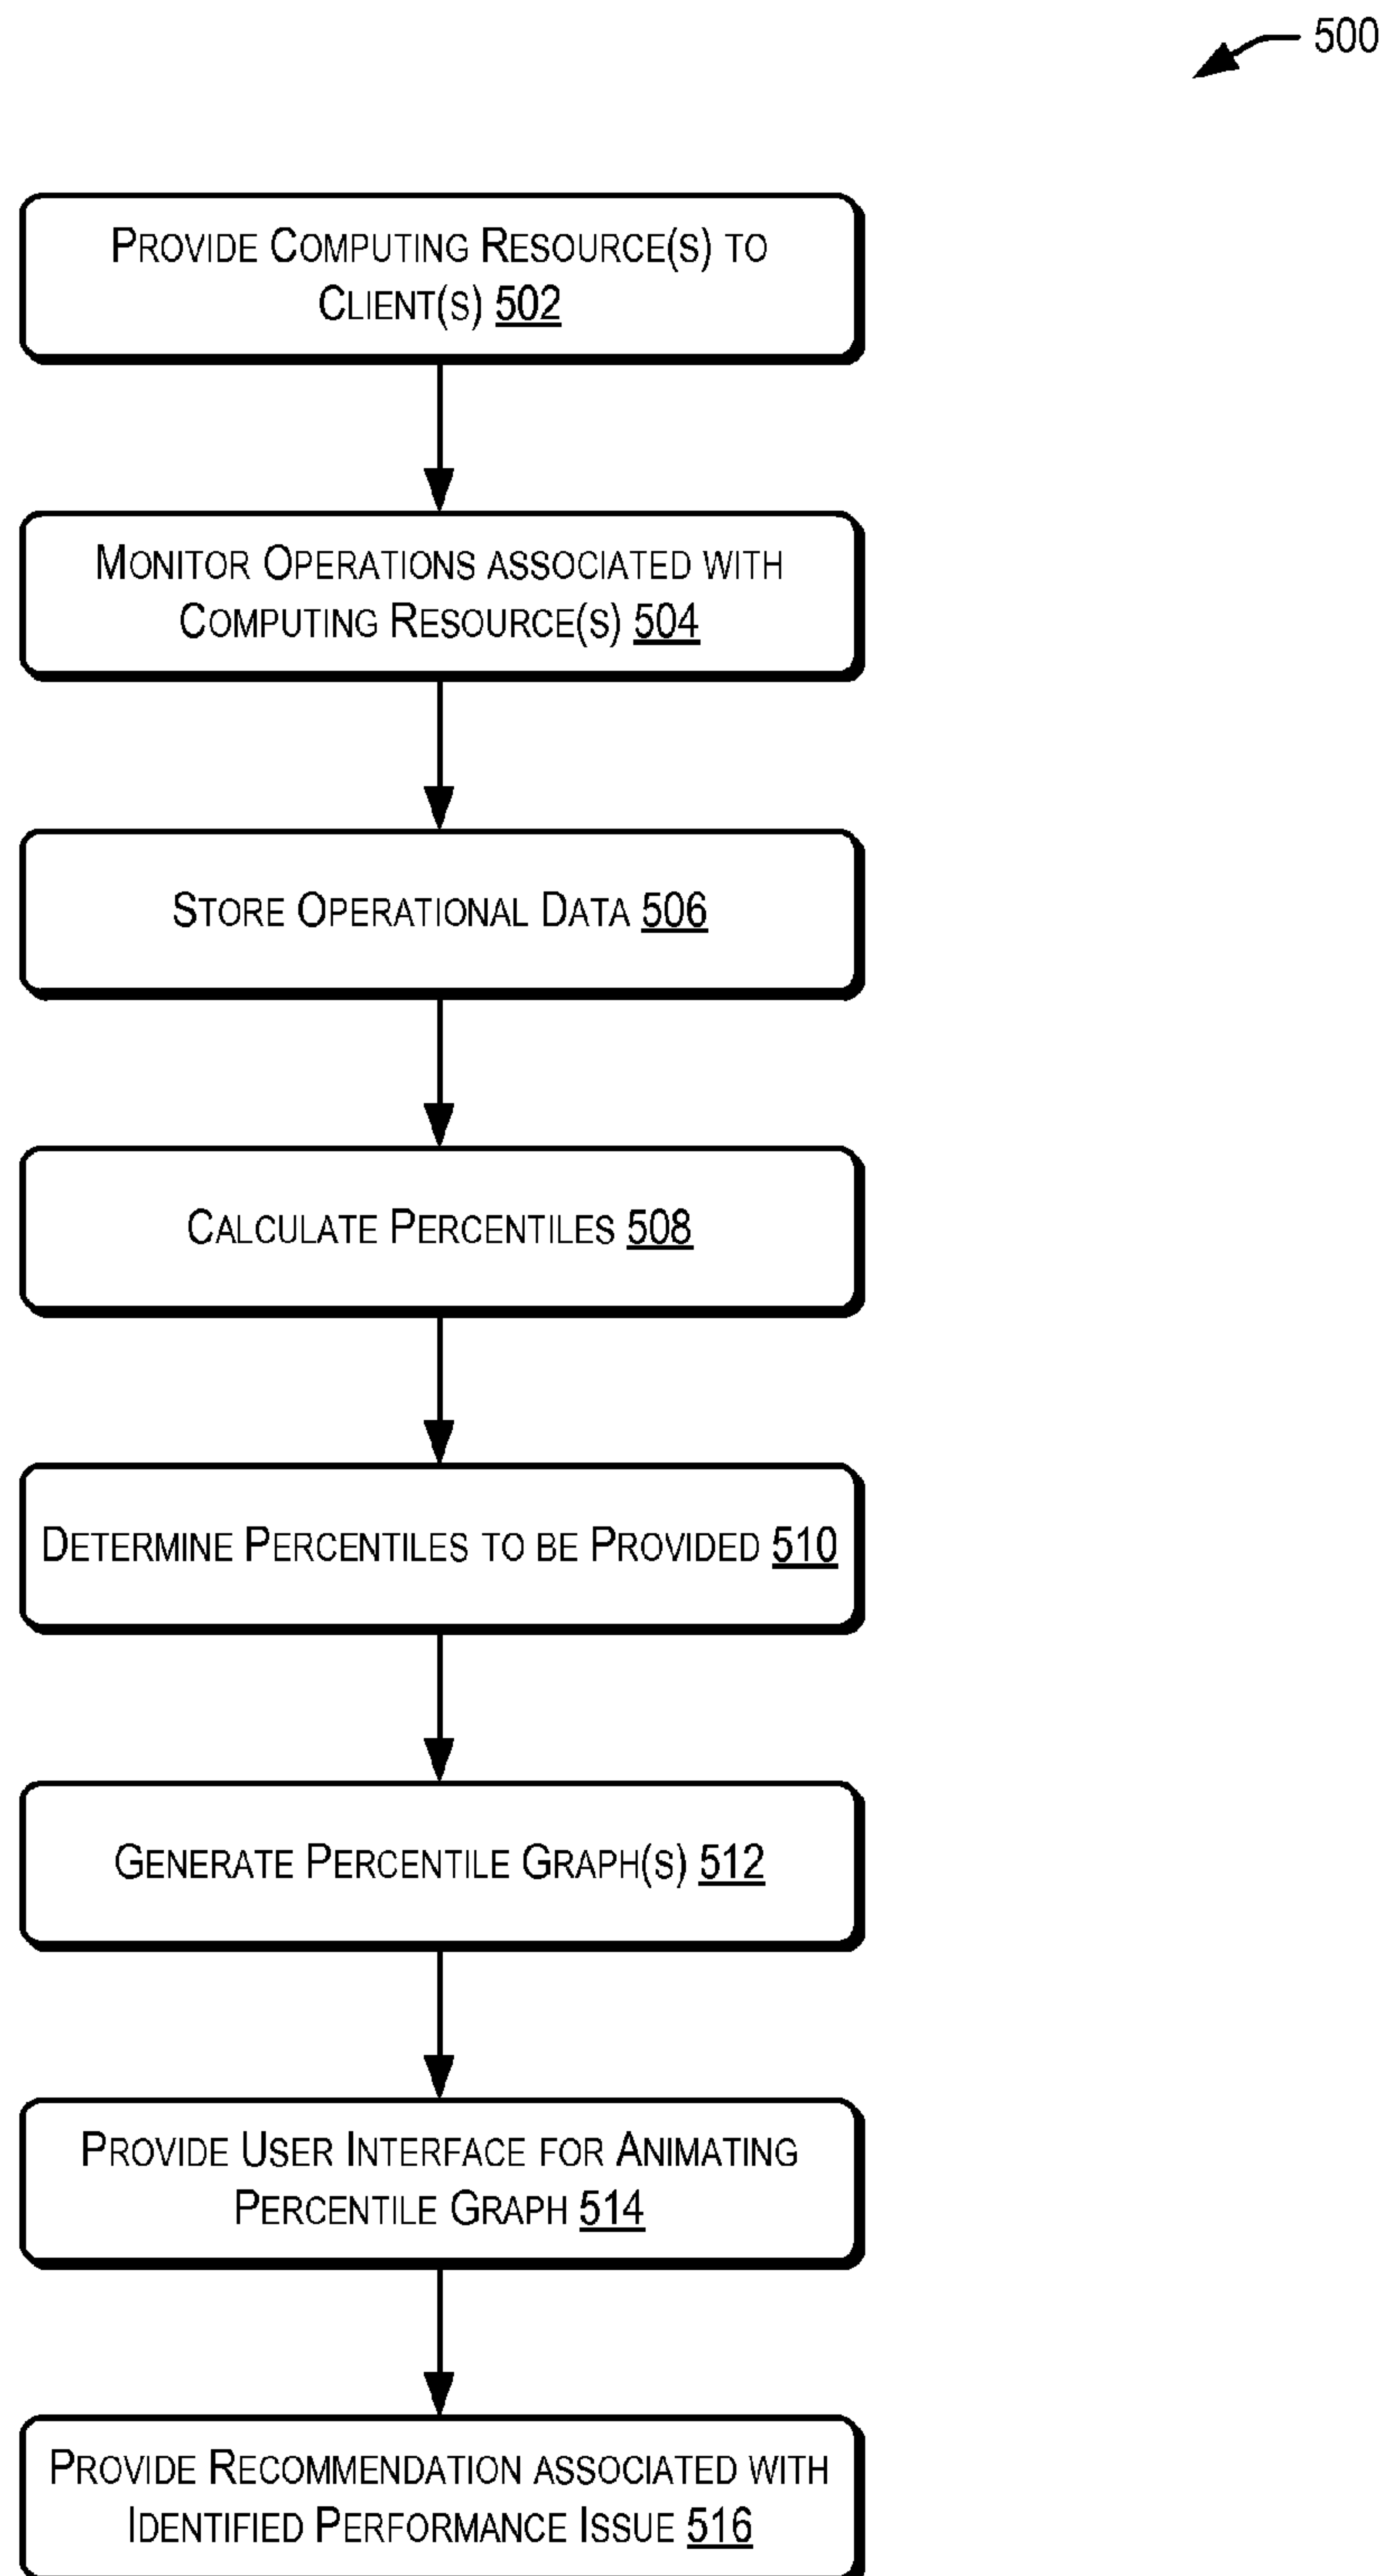 500
PROVIDE COMPUTING RESOURCE(S) TO
CLIENT(S) 502
MONITOR OPERATIONS ASSOCIATED WITH
COMPUTING RESOURCE(S) 504
STORE OPERATIONAL DATA 506
CALCULATE PERCENTILES 508
DETERMINE PERCENTILES TO BE PROVIDED 510
GENERATE PERCENTILE GRAPH(S) 512
PROVIDE USER INTERFACE FOR ANIMATING
PERCENTILE GRAPH 514
PROVIDE RECOMMENDATION ASSOCIATED WITH
IDENTIFIED PERFORMANCE ISSUE 516